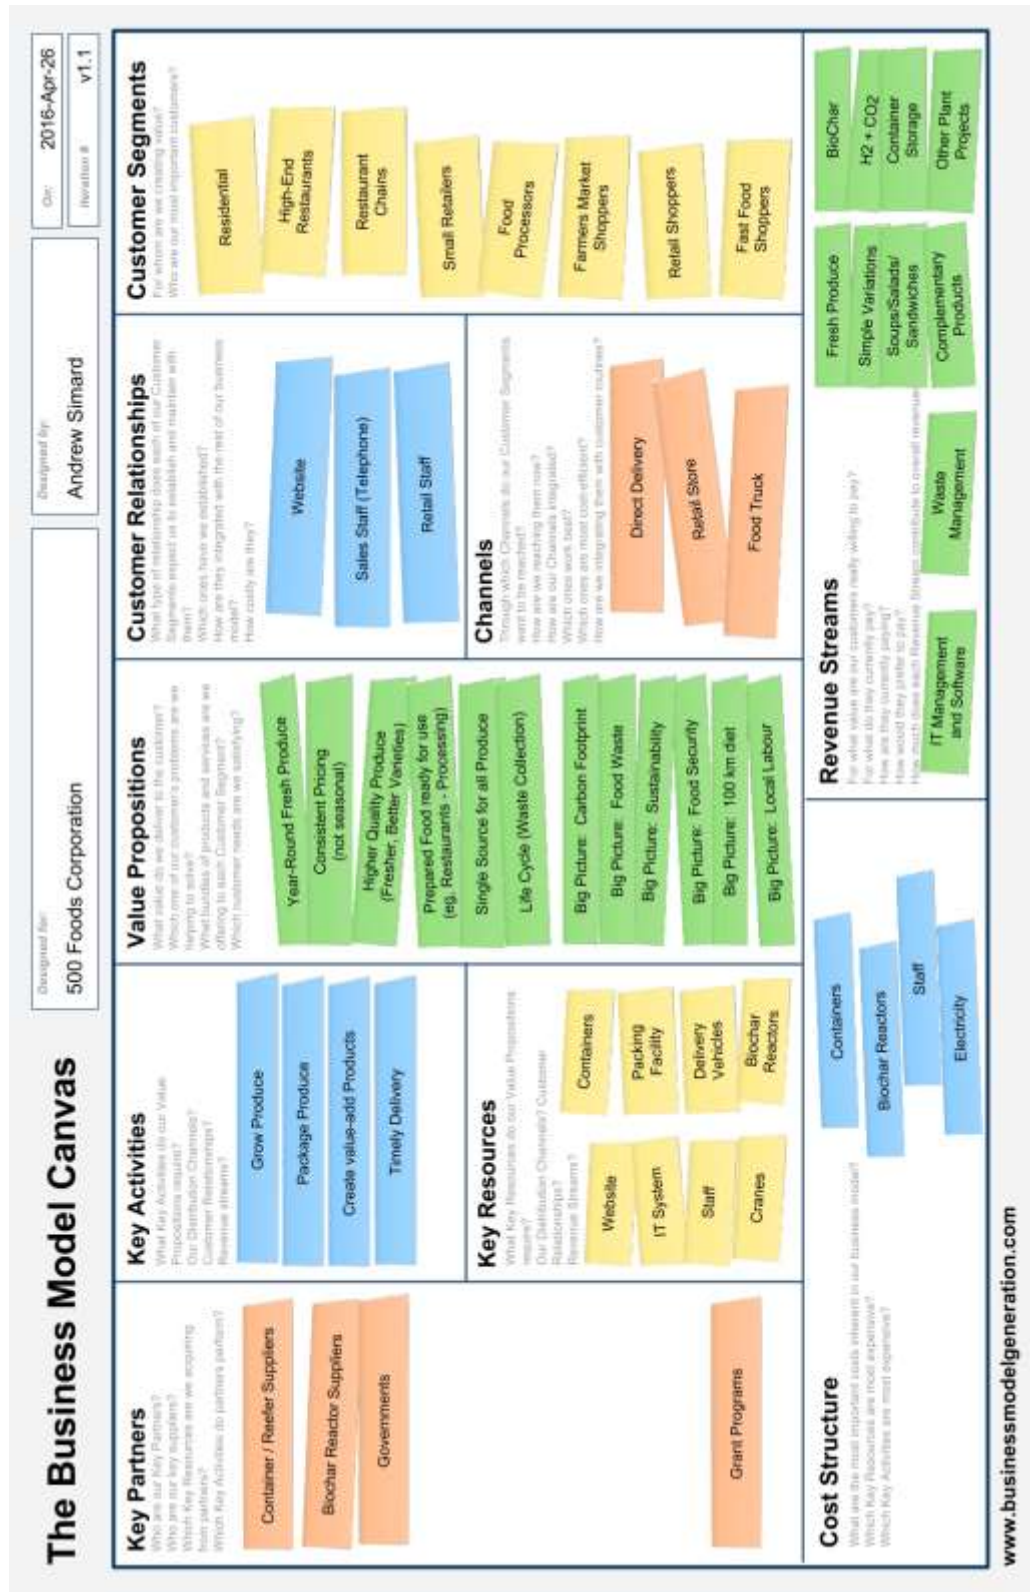 The Business Model Canvas
Designed for:
500 Foods Corporation
Designed by:
Andrew Simard
On:
2016-Apr-26
Iteration #
v1.1
Key Partners
Who are our Key Partners?
Who are our key suppliers?
Which Key Resources are we acquiring
from partners?
Which Key Activities do partners perform?
Container / Reefer Suppliers
Biochar Reactor Suppliers
Governments
Grant Programs
Key Activities
What Key Activities do our Value
Propositions require?
Our Distribution Channels?
Customer Relationships?
Revenue streams?
Grow Produce
Package Produce
Create value-add Products
Timely Delivery
Key Resources
What Key Resources do our Value Propositions
require?
Our Distribution Channels? Customer
Relationships?
Revenue Streams?
Website
IT System
Staff
Cranes
Containers
Packing
Facility
Delivery
Vehicles
Biochar
Reactors
Value Propositions
What value do we deliver to the customer?
Which one of our customer's problems are we
helping to solve?
What bundles of products and services are we
offering to each Customer Segment?
Which customer needs are we satisfying?
Year-Round Fresh Produce
Consistent Pricing
(not seasonal)
Higher Quality Produce
(Fresher, Better Varieties)
Prepared Food ready for use
(eg, Restaurants - Processing)
Single Source for all Produce
Life Cycle (Waste Collection)
Big Picture: Carbon Footprint
Big Picture: Food Waste
Big Picture: Sustainability
Big Picture: Food Security
Big Picture: 100 km diet
Big Picture: Local Labour
Customer Relationships
What type of relationship does each of our Customer
Segments expect us to establish and maintain with
them?
Which ones have we established?
How are they integrated with the rest of our business
model?
How costly are they?
Website
Sales Staff (Telephone)
Retail Staff
Channels
Through which Channels do our Customer Segments
want to be reached?
How are we reaching them now?
How are our Channels integrated?
Which ones work best?
Which ones are most cost-efficient?
How are we integrating them with customer routines?
Direct Delivery
Retail Store
Food Truck
Customer Segments
For whom are we creating value?
Who are our most important customers?
Residential
High-End
Restaurants
Restaurant
Chains
Small Retailers
Food
Processors
Farmers Market
Shoppers
Retail Shoppers
Fast Food
Shoppers
Cost Structure
What are the most important costs inherent in our business model?
Which Key Resources are most expensive?
Which Key Activities are most expensive?
Containers
Biochar Reactors
Staff
Electricity
Revenue Streams
For what value are our customers really willing to pay?
For what do they currently pay?
How are they currently paying?
How would they prefer to pay?
How much does each Revenue Stream contribute to overall revenue
IT Management
and Software
Waste
Management
Fresh Produce
Simple Variations
Soups/Salads/
Sandwiches
Complementary
Products
BioChar
H2 + CO2
Container
Storage
Other Plant
Projects
www.businessmodelgeneration.com